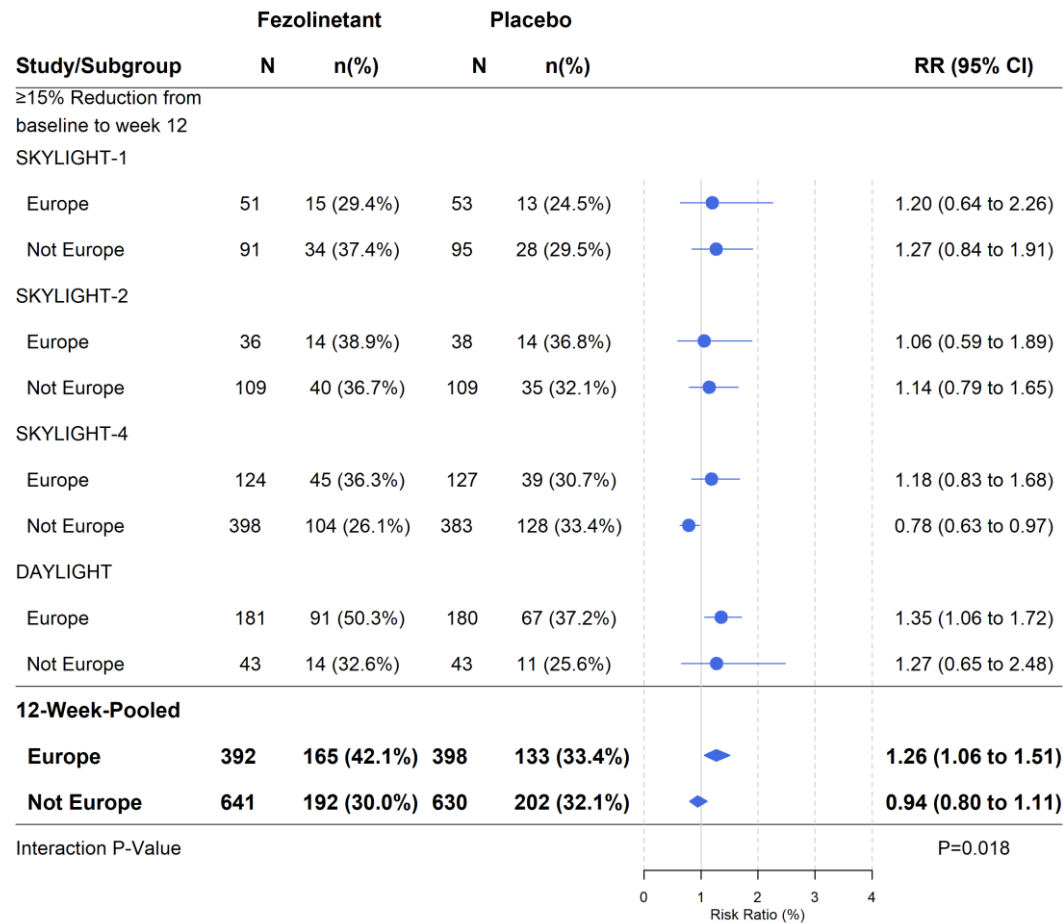 Fezolinetant Placebo
Study/Subgroup N n(%) N n(%) RR (95% CI)
≥15% Reduction from
baseline to week 12
SKYLIGHT-1
Europe 51 15 (29.4%) 53 13 (24.5%) 1.20 (0.64 to 2.26)
Not Europe 91 34 (37.4%) 95 28 (29.5%) 1.27 (0.84 to 1.91)
SKYLIGHT-2
Europe 36 14 (38.9%) 38 14 (36.8%) 1.06 (0.59 to 1.89)
Not Europe 109 40 (36.7%) 109 35 (32.1%) 1.14 (0.79 to 1.65)
SKYLIGHT-4
Europe 124 45 (36.3%) 127 39 (30.7%) 1.18 (0.83 to 1.68)
Not Europe 398 104 (26.1%) 383 128 (33.4%) 0.78 (0.63 to 0.97)
DAYLIGHT
Europe 181 91 (50.3%) 180 67 (37.2%) 1.35 (1.06 to 1.72)
Not Europe 43 14 (32.6%) 43 11 (25.6%) 1.27 (0.65 to 2.48)
12-Week-Pooled
Europe 392 165 (42.1%) 398 133 (33.4%) 1.26 (1.06 to 1.51)
Not Europe 641 192 (30.0%) 630 202 (32.1%) 0.94 (0.80 to 1.11)
Interaction P-Value P=0.018
0 1 2 3 4
Risk Ratio (%)